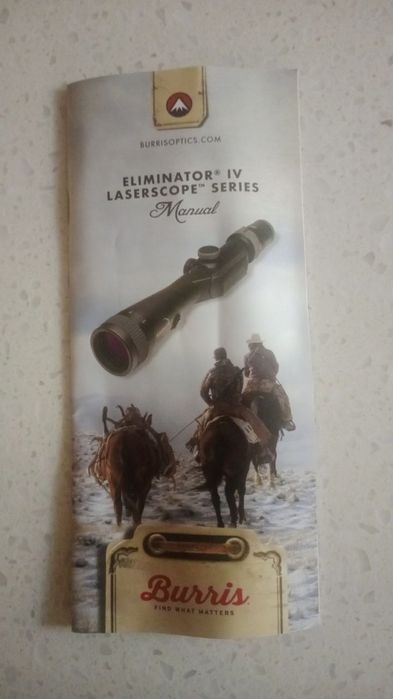 BURRISOPTICS.COM
ELIMINATOR® IV
LASERSCOPE™ SERIES
Manual
Burris
FIND WHAT MATTERS